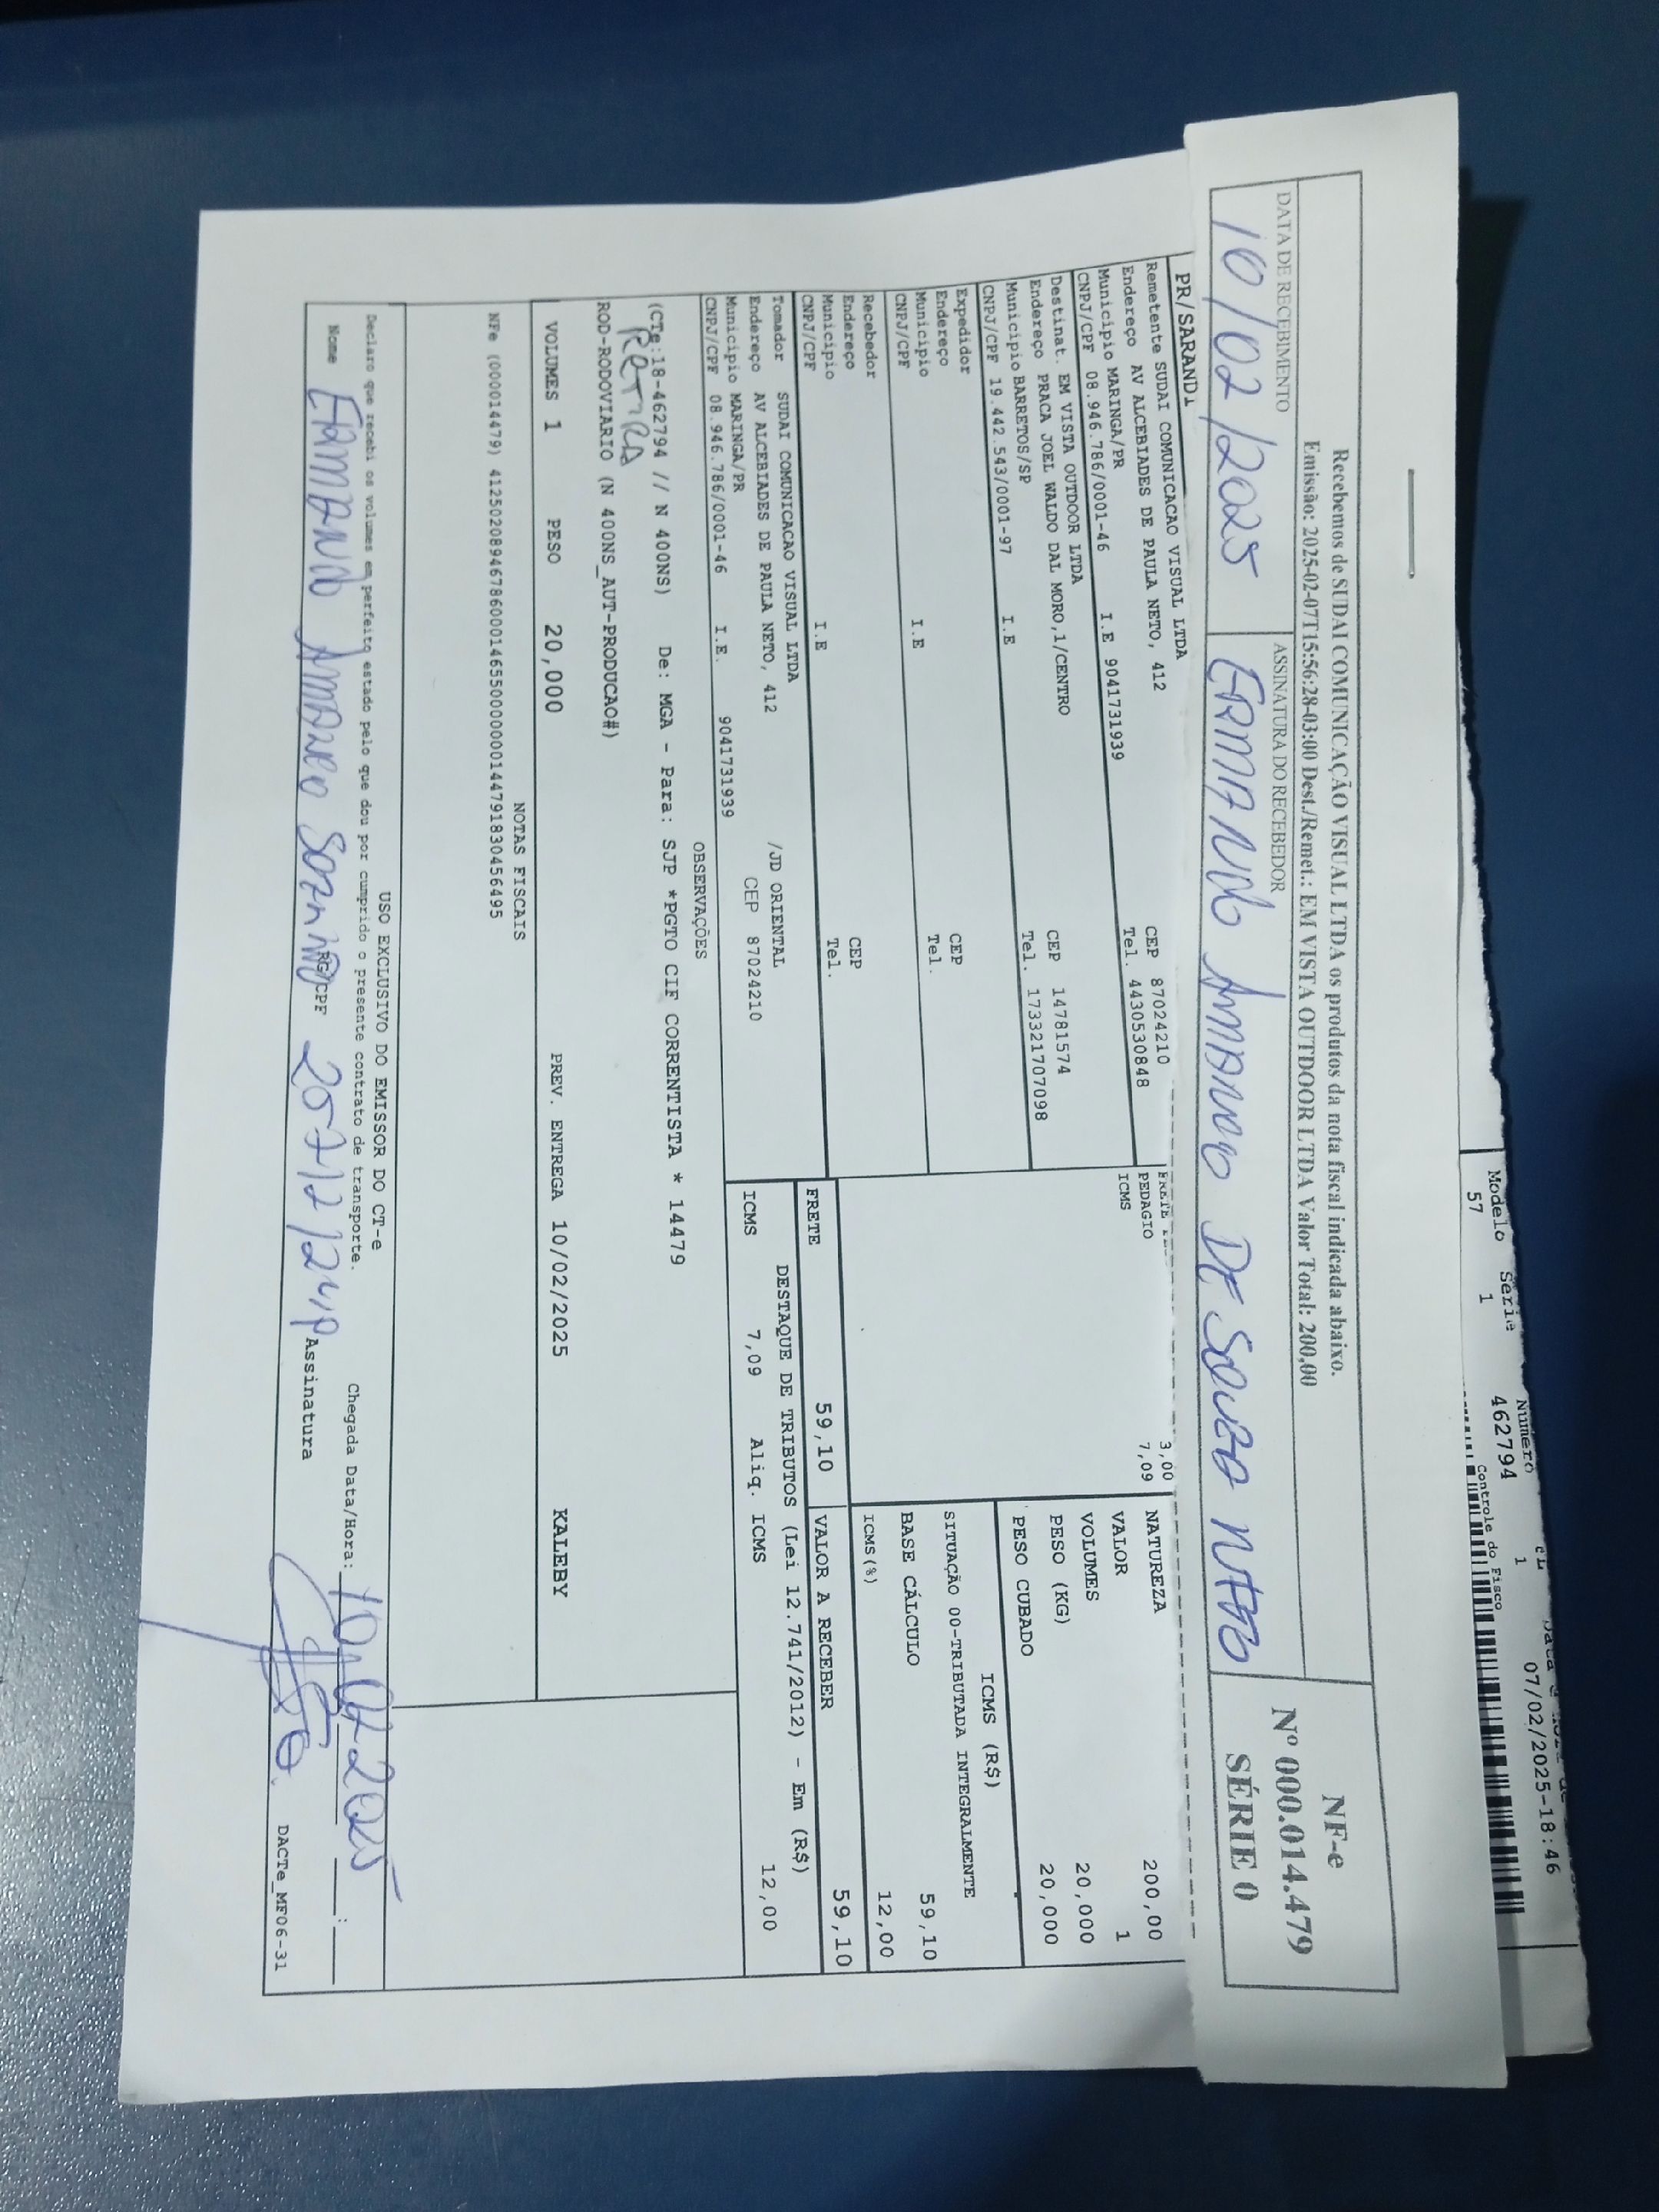 Modelo Série Número
57 1 462794 1 07/02/2025-18:46
Controle do Fisco
Recebemos de SUDAI COMUNICAÇÃO VISUAL LTDA os produtos da nota fiscal indicada abaixo.
Emissão: 2025-02-07T15:56:28-03:00 Dest./Remet.: EM VISTA OUTDOOR LTDA Valor Total: 200,00
DATA DE RECEBIMENTO ASSINATURA DO RECEBEDOR
10/02/2025 ERMANNO AMANCIO DE SOUZA NETO
NF-e
Nº 000.014.479
SÉRIE 0
PR/SARANDI
Remetente SUDAI COMUNICACAO VISUAL LTDA
Endereço AV ALCEBIADES DE PAULA NETO, 412 CEP 87024210
Municipio MARINGA/PR Tel. 4430530848
CNPJ/CPF 08.946.786/0001-46 I.E 9041731939
Destinat. EM VISTA OUTDOOR LTDA
Endereço PRACA JOEL WALDO DAL MORO,1/CENTRO CEP 14781574
Municipio BARRETOS/SP Tel. 173321707098
CNPJ/CPF 19.442.543/0001-97 I.E
Expedidor
Endereço CEP
Municipio Tel.
CNPJ/CPF I.E
Recebedor
Endereço CEP
Municipio Tel.
CNPJ/CPF I.E
Tomador SUDAI COMUNICACAO VISUAL LTDA /JD ORIENTAL
Endereço AV ALCEBIADES DE PAULA NETO, 412 CEP 87024210
Municipio MARINGA/PR
CNPJ/CPF 08.946.786/0001-46 I.E. 9041731939
FRETE
PEDAGIO 3,00
ICMS 7,09
NATUREZA
VALOR 200,00
VOLUMES 1
PESO (KG) 20,000
PESO CUBADO 20,000
ICMS (R$)
SITUAÇÃO 00-TRIBUTADA INTEGRALMENTE
BASE CÁLCULO 59,10
ICMS(%) 12,00
FRETE 59,10 VALOR A RECEBER 59,10
DESTAQUE DE TRIBUTOS (Lei 12.741/2012) - Em (R$)
ICMS 7,09 Aliq. ICMS 12,00
OBSERVAÇÕES
(CTe:18-462794 // N 400NS) De: MGA - Para: SJP *PGTO CIF CORRENTISTA * 14479
RETIRA
ROD-RODOVIARIO (N 400NS_AUT-PRODUCAO#)
VOLUMES 1 PESO 20,000 PREV. ENTREGA 10/02/2025 KALEBY
NOTAS FISCAIS
NFe (000014479) 41250208946786000146550000000144791830456495
USO EXCLUSIVO DO EMISSOR DO CT-e
Declaro que recebi os volumes em perfeito estado pelo que dou por cumprido o presente contrato de transporte.
Chegada Data/Hora: 10/02 2025 :
Nome ERMANNO AMANCIO RG/CPF Assinatura
DACTe_MF06-31